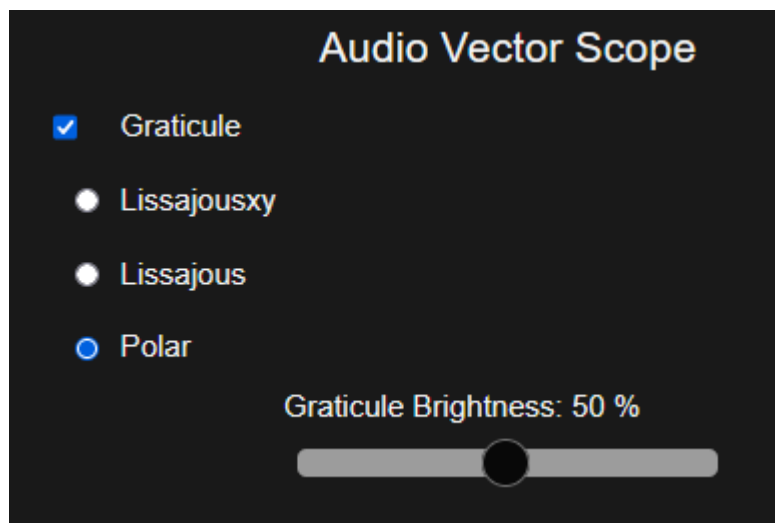 Audio Vector Scope
Graticule
Lissajousxy
Lissajous
Polar
Graticule Brightness: 50 %